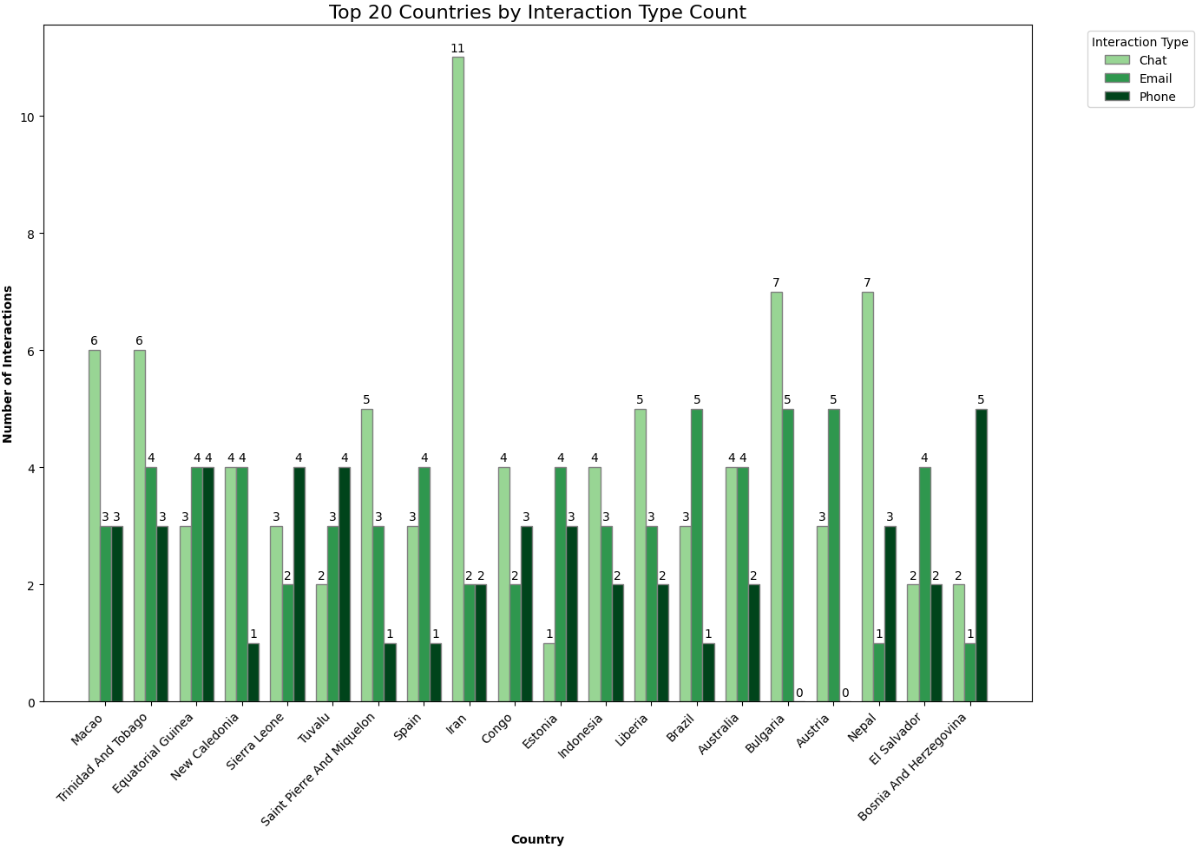 Top 20 Countries by Interaction Type Count
Interaction Type
Chat
Email
Phone
Number of Interactions
10
8
6
4
2
0
6 3 3
6 4 3
3 4 4
4 4 1
3 2 4
2 3 4
5 3 1
3 4 1
11 2 2
4 2 3
1 4 3
4 3 2
5 3 2
3 5 1
4 4 2
7 5 0
3 5 0
7 1 3
2 4 2
2 1 5
Macao
Trinidad And Tobago
Equatorial Guinea
New Caledonia
Sierra Leone
Tuvalu
Saint Pierre And Miquelon
Spain
Iran
Congo
Estonia
Indonesia
Liberia
Brazil
Australia
Bulgaria
Austria
Nepal
El Salvador
Bosnia And Herzegovina
Country